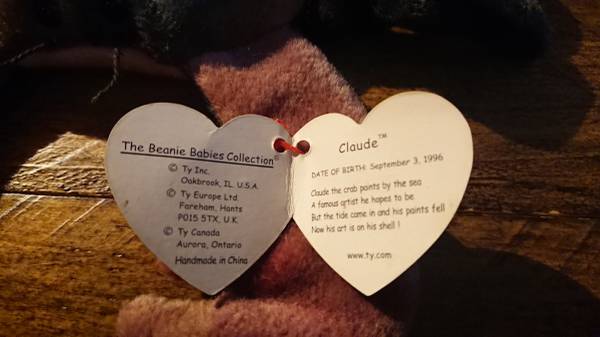 The Beanie Babies Collection®
© Ty Inc.
Oakbrook, IL. U.S.A.
© Ty Europe Ltd.
Fareham, Hants
PO15 5TX, U.K.
© Ty Canada
Aurora, Ontario
Handmade in China
Claude™
DATE OF BIRTH: September 3, 1996
Claude the crab paints by the sea
A famous artist he hopes to be
But the tide came in and his paints fell
Now his art is on his shell !
www.ty.com